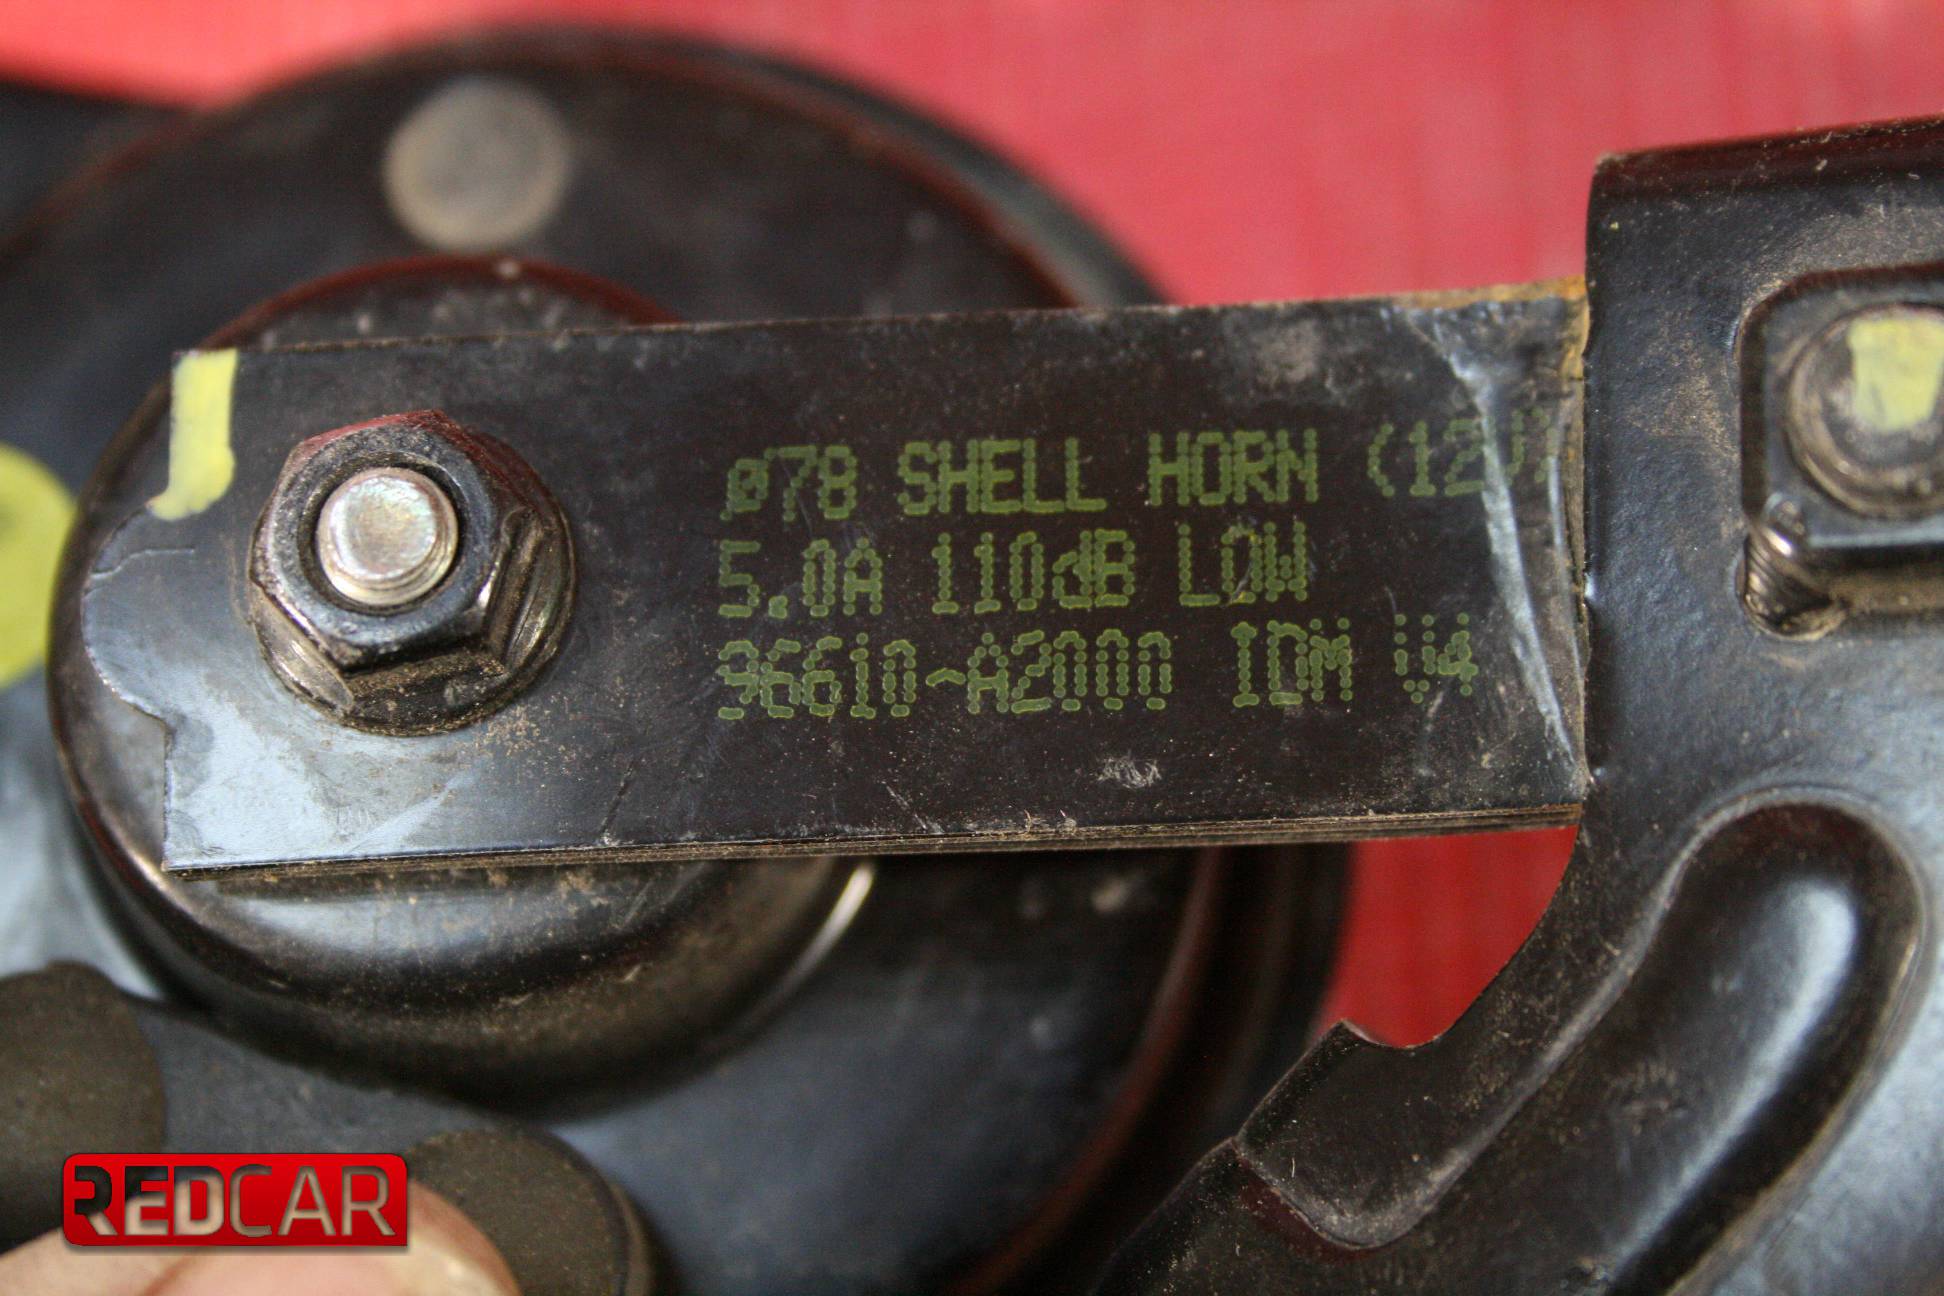 ø78 SHELL HORN (12V)
5.0A 110dB LOW
96610-A2000 IDM V4
REDCAR